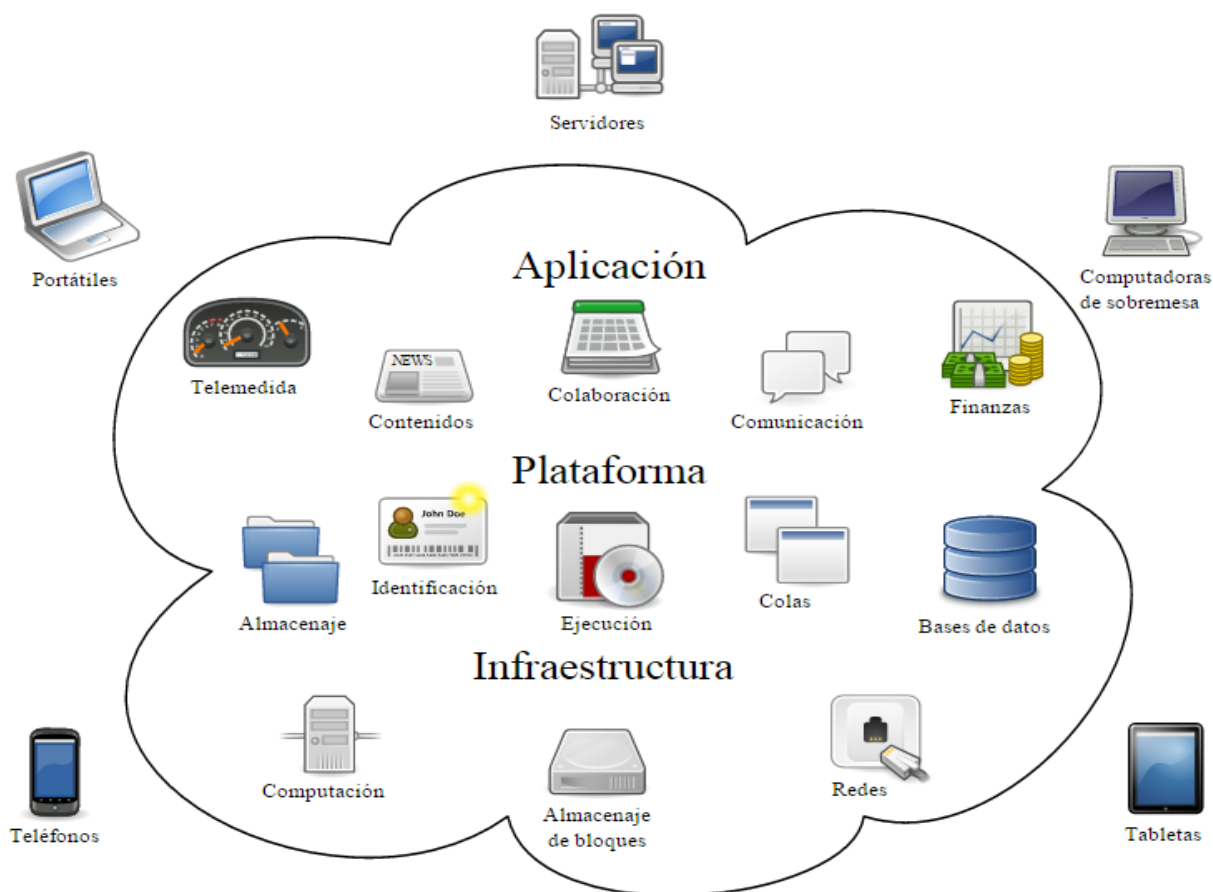 Servidores
Portátiles
Computadoras
de sobremesa
Aplicación
Telemedida
NEWS
Contenidos
Colaboración
Comunicación
Finanzas
Plataforma
Almacenaje
John Doe
Identificación
Ejecución
Colas
Bases de datos
Infraestructura
Computación
Almacenaje
de bloques
Redes
Teléfonos
Tabletas